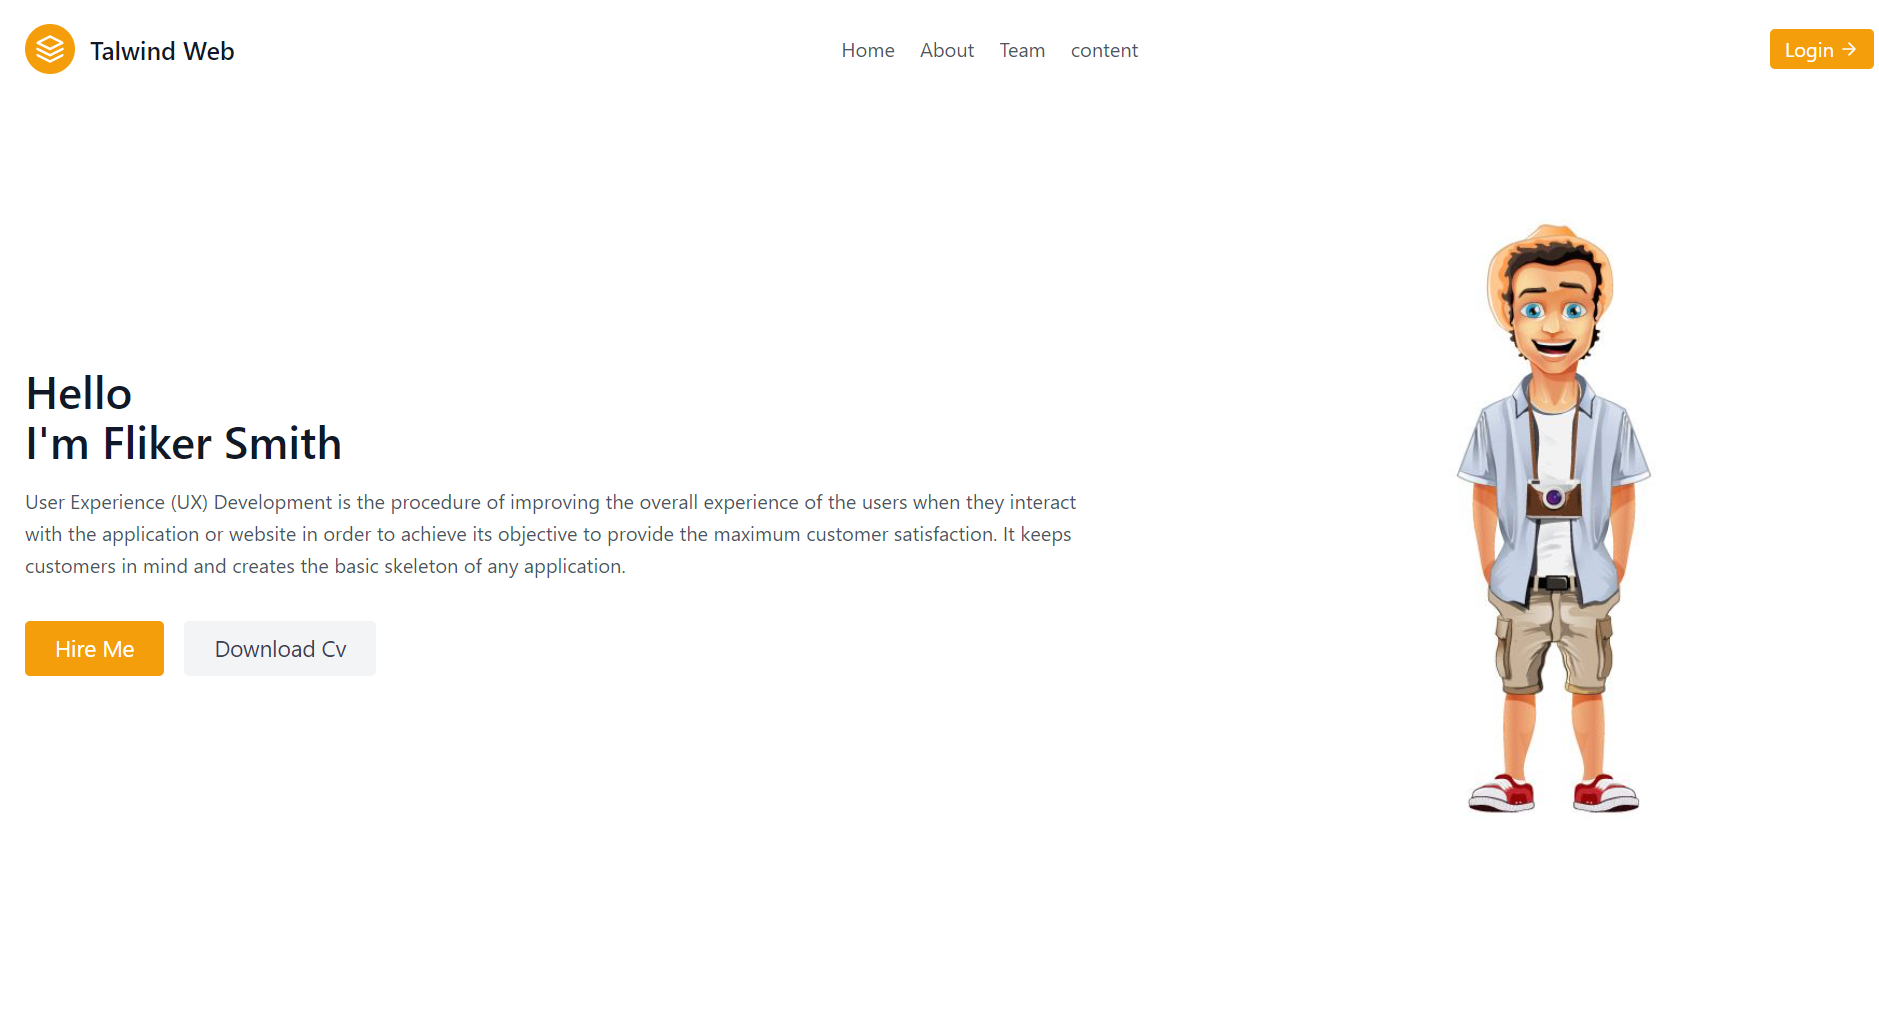 Talwind Web
Home About Team content
Login
Hello
I'm Fliker Smith
User Experience (UX) Development is the procedure of improving the overall experience of the users when they interact
with the application or website in order to achieve its objective to provide the maximum customer satisfaction. It keeps
customers in mind and creates the basic skeleton of any application.
Hire Me
Download Cv